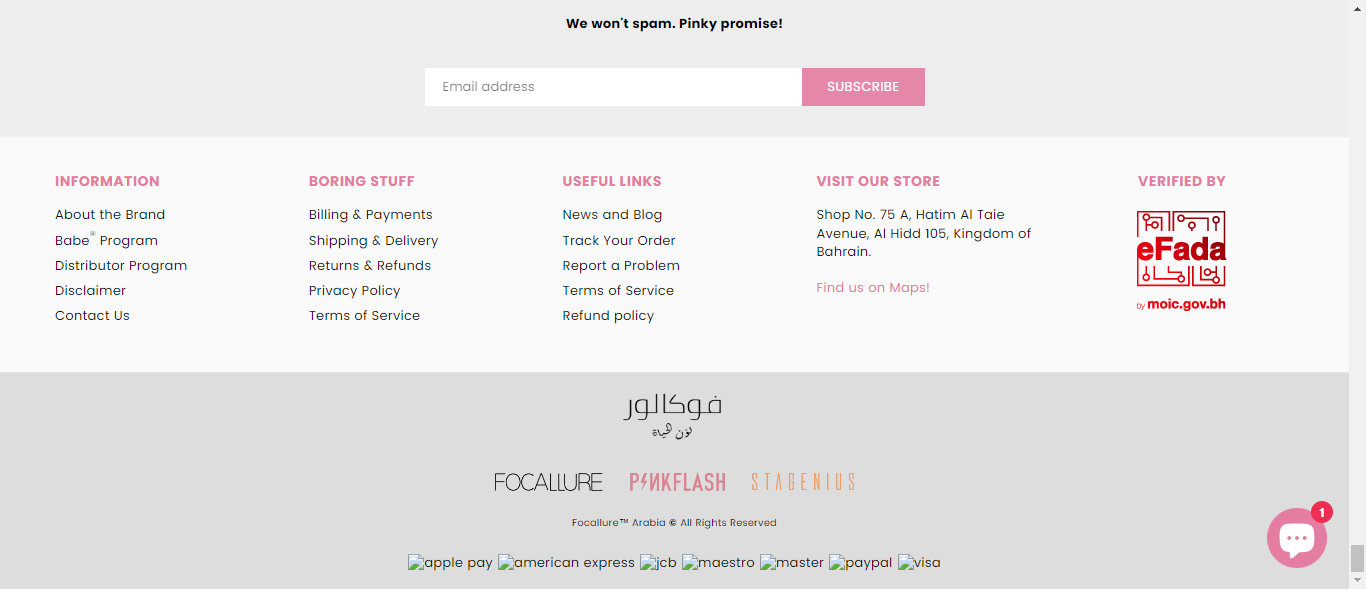 We won't spam. Pinky promise!
Email address
SUBSCRIBE
INFORMATION
About the Brand
Babe® Program
Distributor Program
Disclaimer
Contact Us
BORING STUFF
Billing & Payments
Shipping & Delivery
Returns & Refunds
Privacy Policy
Terms of Service
USEFUL LINKS
News and Blog
Track Your Order
Report a Problem
Terms of Service
Refund policy
VISIT OUR STORE
Shop No. 75 A, Hatim Al Taie
Avenue, Al Hidd 105, Kingdom of
Bahrain.
Find us on Maps!
VERIFIED BY
eFada
by moic.gov.bh
فوكالور
لوّن الحياة
FOCALLURE PINKFLASH STAGENIUS
Focallure™ Arabia © All Rights Reserved
apple pay american express jcb maestro master paypal visa
1